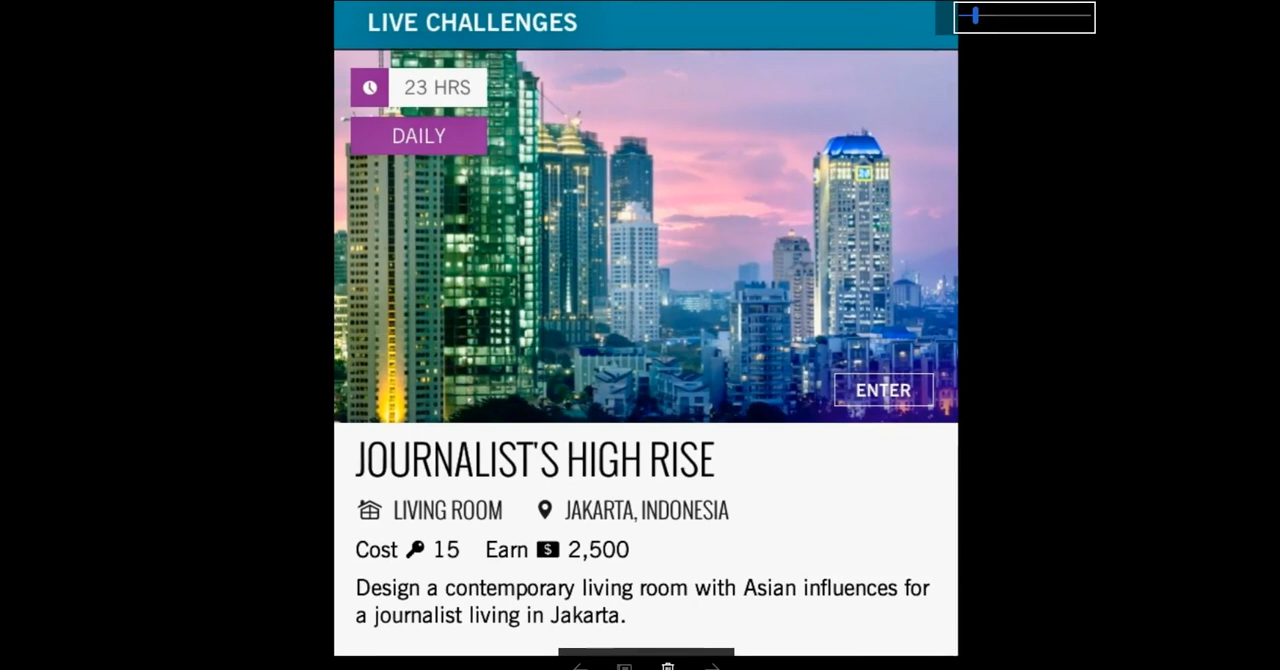 LIVE CHALLENGES
23 HRS
DAILY
ENTER
JOURNALIST'S HIGH RISE
LIVING ROOM JAKARTA, INDONESIA
Cost 15 Earn $ 2,500
Design a contemporary living room with Asian influences for
a journalist living in Jakarta.